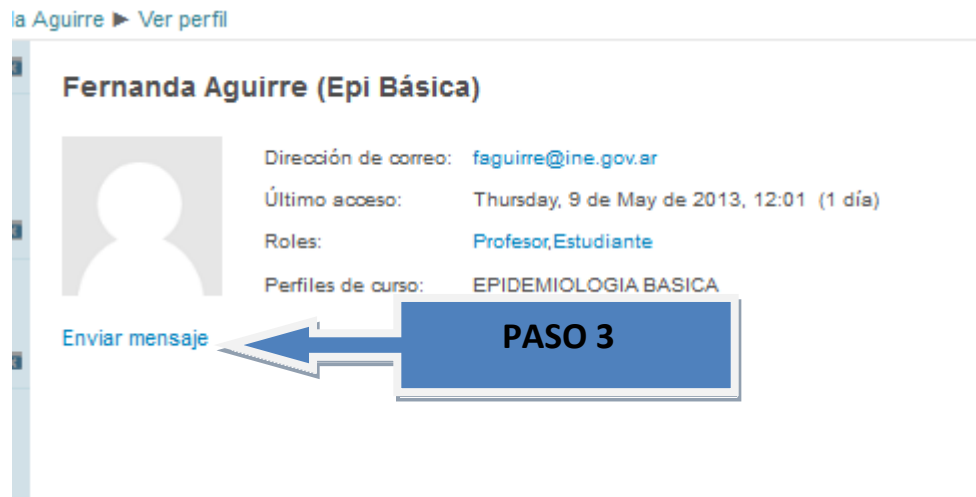 la Aguirre ► Ver perfil
Fernanda Aguirre (Epi Básica)
Dirección de correo: faguirre@ine.gov.ar
Último acceso: Thursday, 9 de May de 2013, 12:01 (1 día)
Roles: Profesor,Estudiante
Perfiles de curso: EPIDEMIOLOGIA BASICA
Enviar mensaje
PASO 3